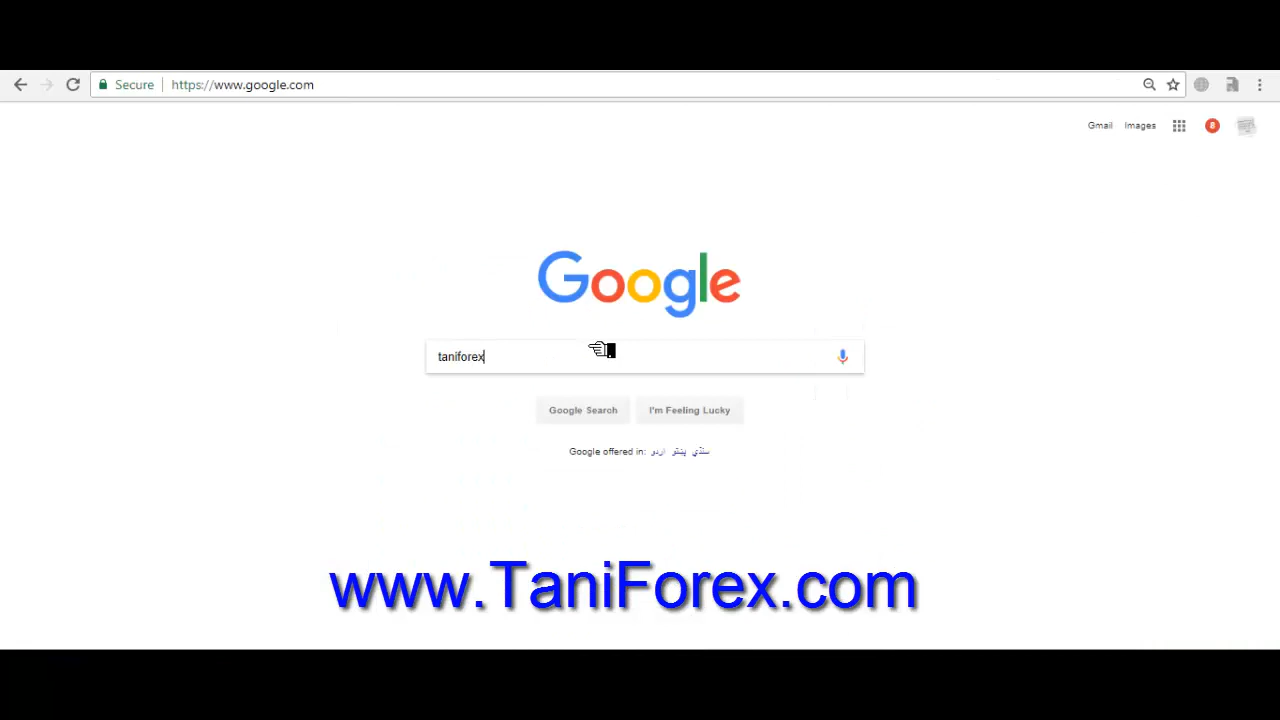 Secure https://www.google.com
Gmail Images 8
Google
taniforex
Google Search I'm Feeling Lucky
Google offered in: اردو پښتو سنڌي
www.TaniForex.com